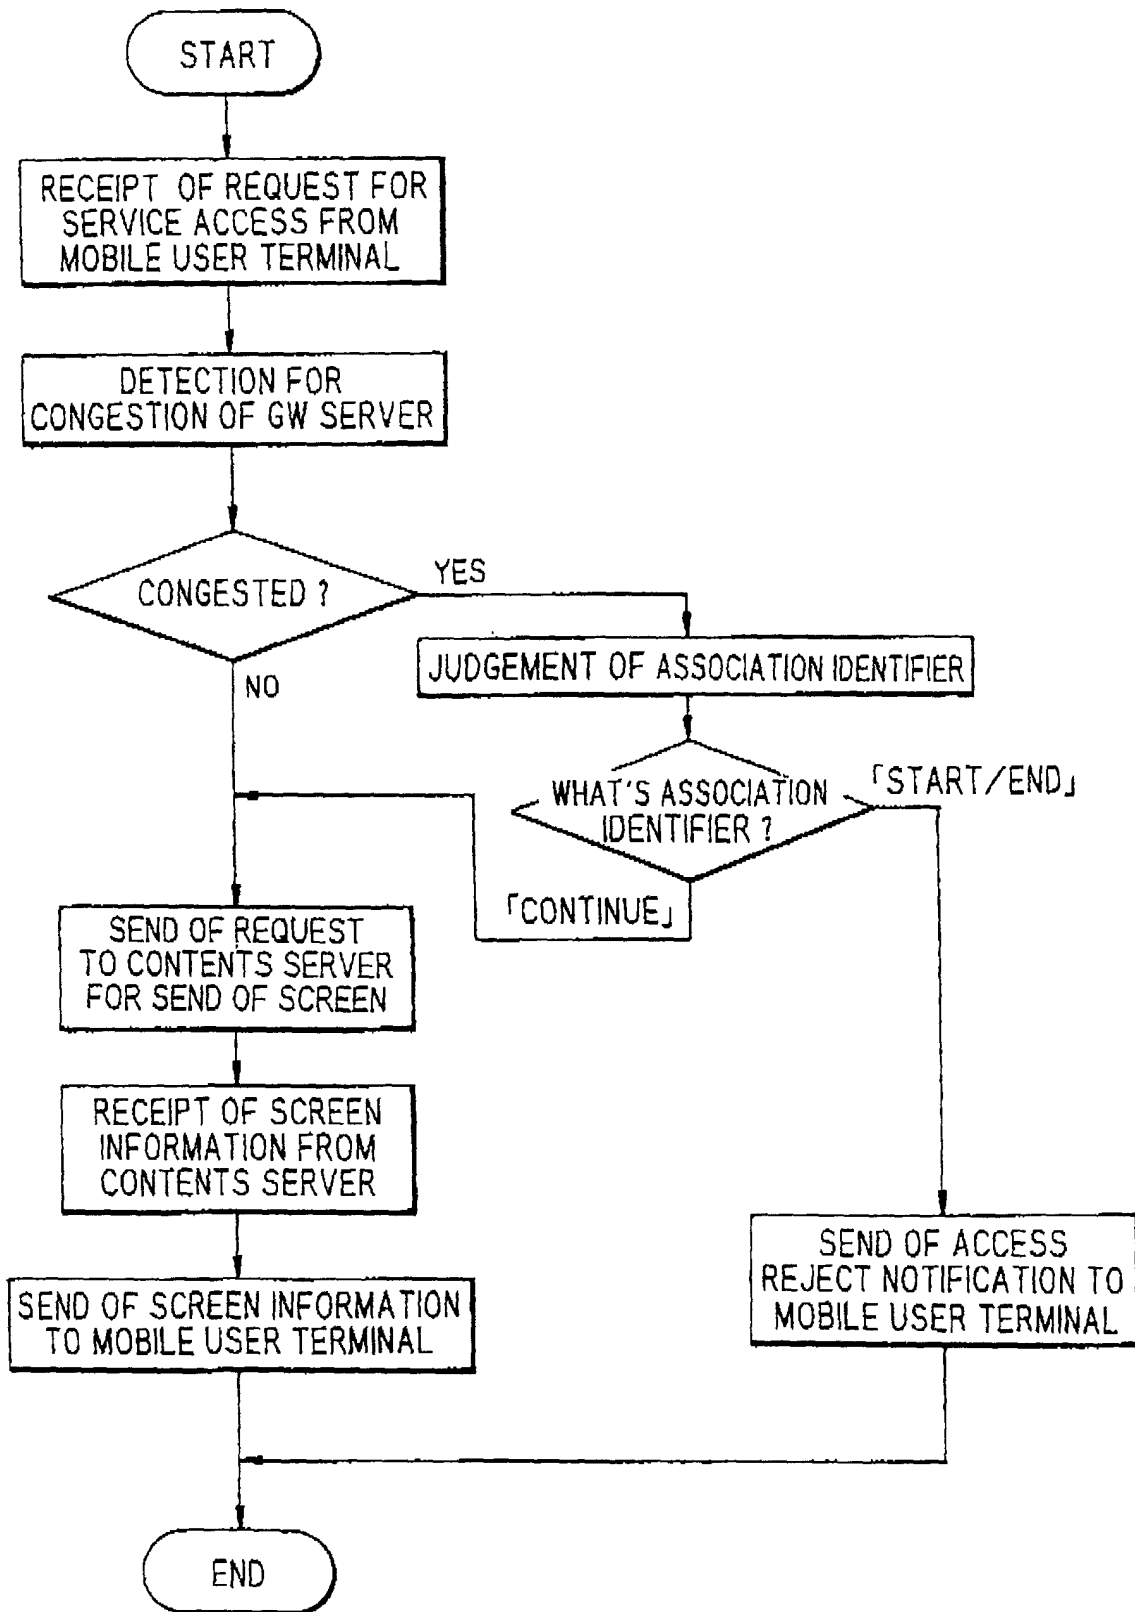 START
RECEIPT OF REQUEST FOR
SERVICE ACCESS FROM
MOBILE USER TERMINAL
DETECTION FOR
CONGESTION OF GW SERVER
CONGESTED ?
YES
NO
JUDGEMENT OF ASSOCIATION IDENTIFIER
WHAT'S ASSOCIATION
IDENTIFIER ?
「START/END」
「CONTINUE」
SEND OF REQUEST
TO CONTENTS SERVER
FOR SEND OF SCREEN
RECEIPT OF SCREEN
INFORMATION FROM
CONTENTS SERVER
SEND OF SCREEN INFORMATION
TO MOBILE USER TERMINAL
SEND OF ACCESS
REJECT NOTIFICATION TO
MOBILE USER TERMINAL
END